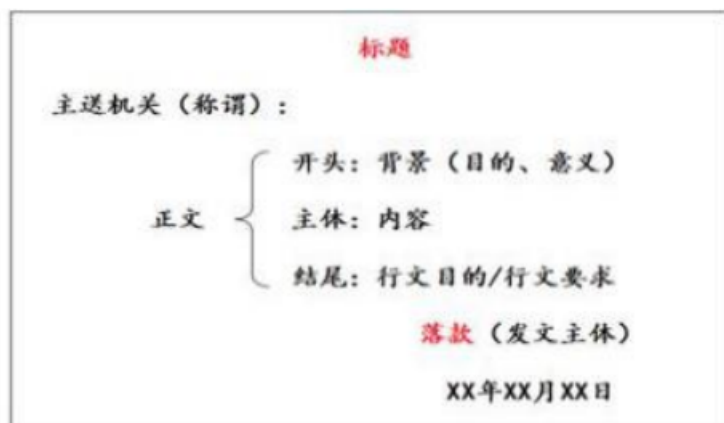 标题
主送机关（称谓）：
开头：背景（目的、意义）
正文
主体：内容
结尾：行文目的/行文要求
落款（发文主体）
XX年XX月XX日